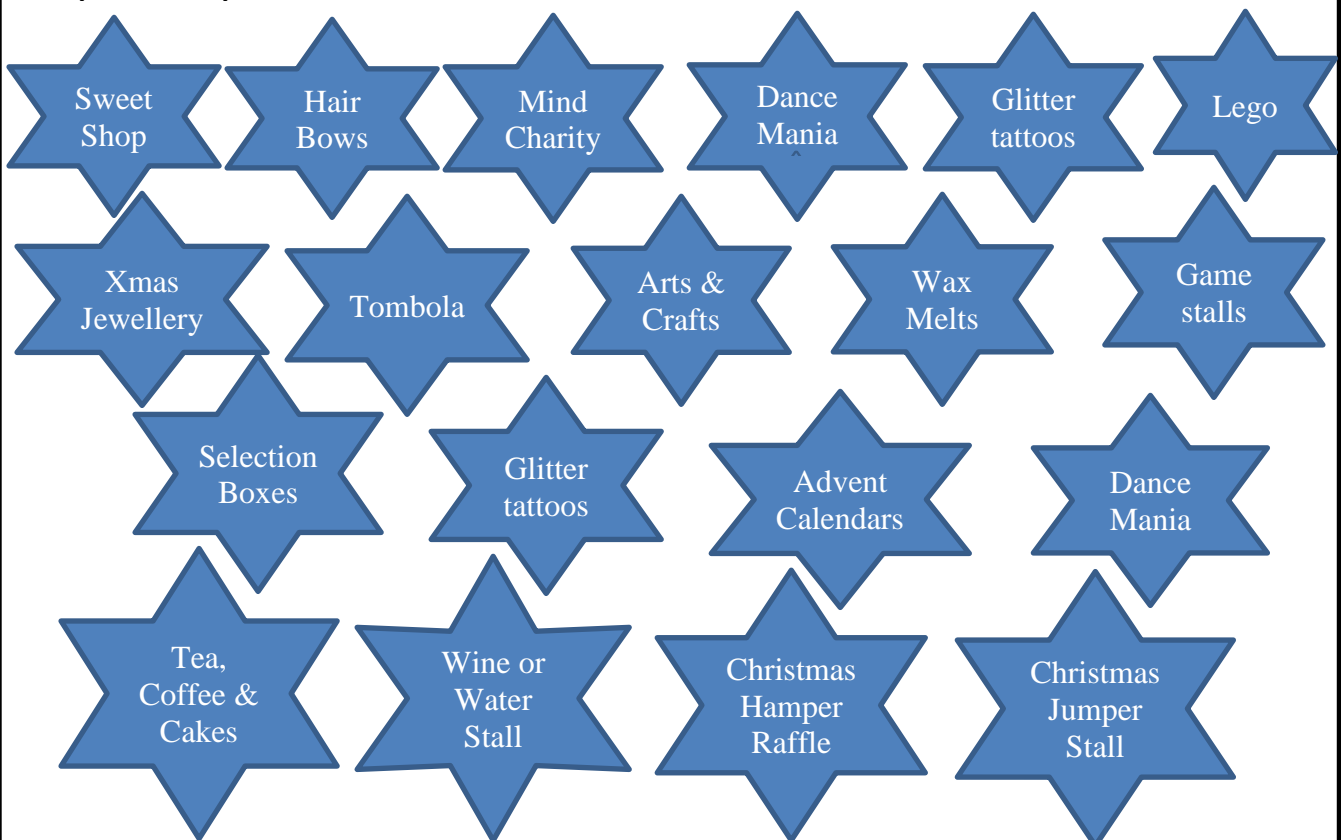 Sweet
Shop
Hair
Bows
Mind
Charity
Dance
Mania
Glitter
tattoos
Lego
Xmas
Jewellery
Tombola
Arts &
Crafts
Wax
Melts
Game
stalls
Selection
Boxes
Glitter
tattoos
Advent
Calendars
Dance
Mania
Tea,
Coffee &
Cakes
Wine or
Water
Stall
Christmas
Hamper
Raffle
Christmas
Jumper
Stall